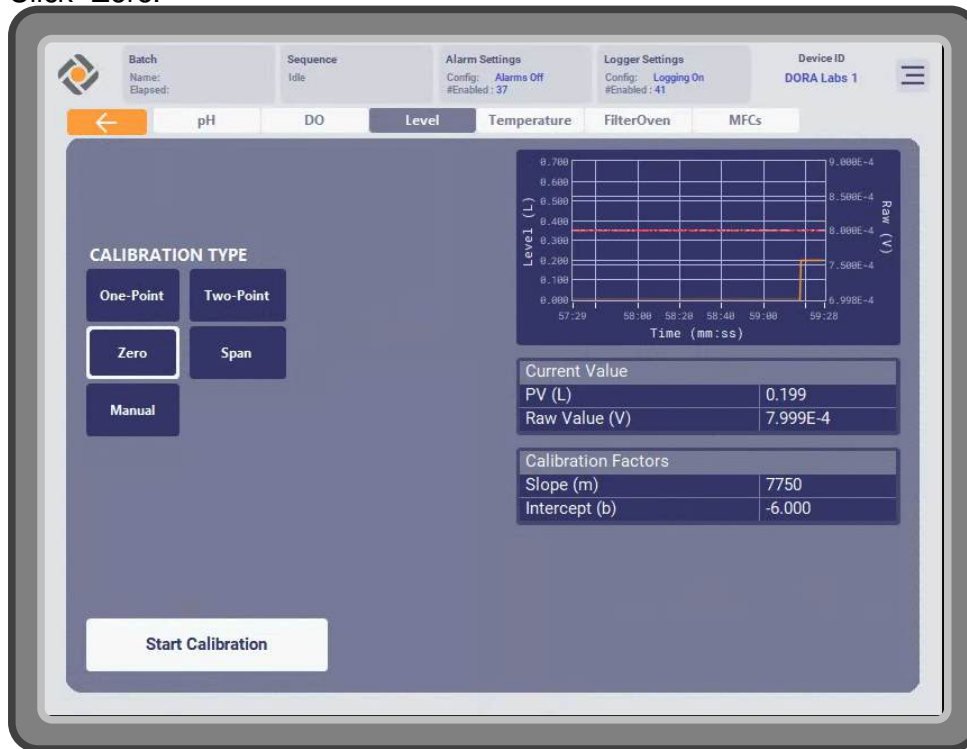 Click "Zero."
Batch
Name:
Elapsed:
Sequence
Idle
Alarm Settings
Config: Alarms Off
#Enabled : 37
Logger Settings
Config: Logging On
#Enabled : 41
Device ID
DORA Labs 1
pH DO Level Temperature FilterOven MFCs
CALIBRATION TYPE
One-Point Two-Point
Zero Span
Manual
Start Calibration
Level (L)
0.700
0.600
0.500
0.400
0.300
0.200
0.100
0.000
9.000E-4
8.500E-4
8.000E-4
7.500E-4
6.998E-4
Raw (V)
57:29 58:00 58:20 58:40 59:00 59:28
Time (mm:ss)
Current Value
PV (L) 0.199
Raw Value (V) 7.999E-4
Calibration Factors
Slope (m) 7750
Intercept (b) -6.000